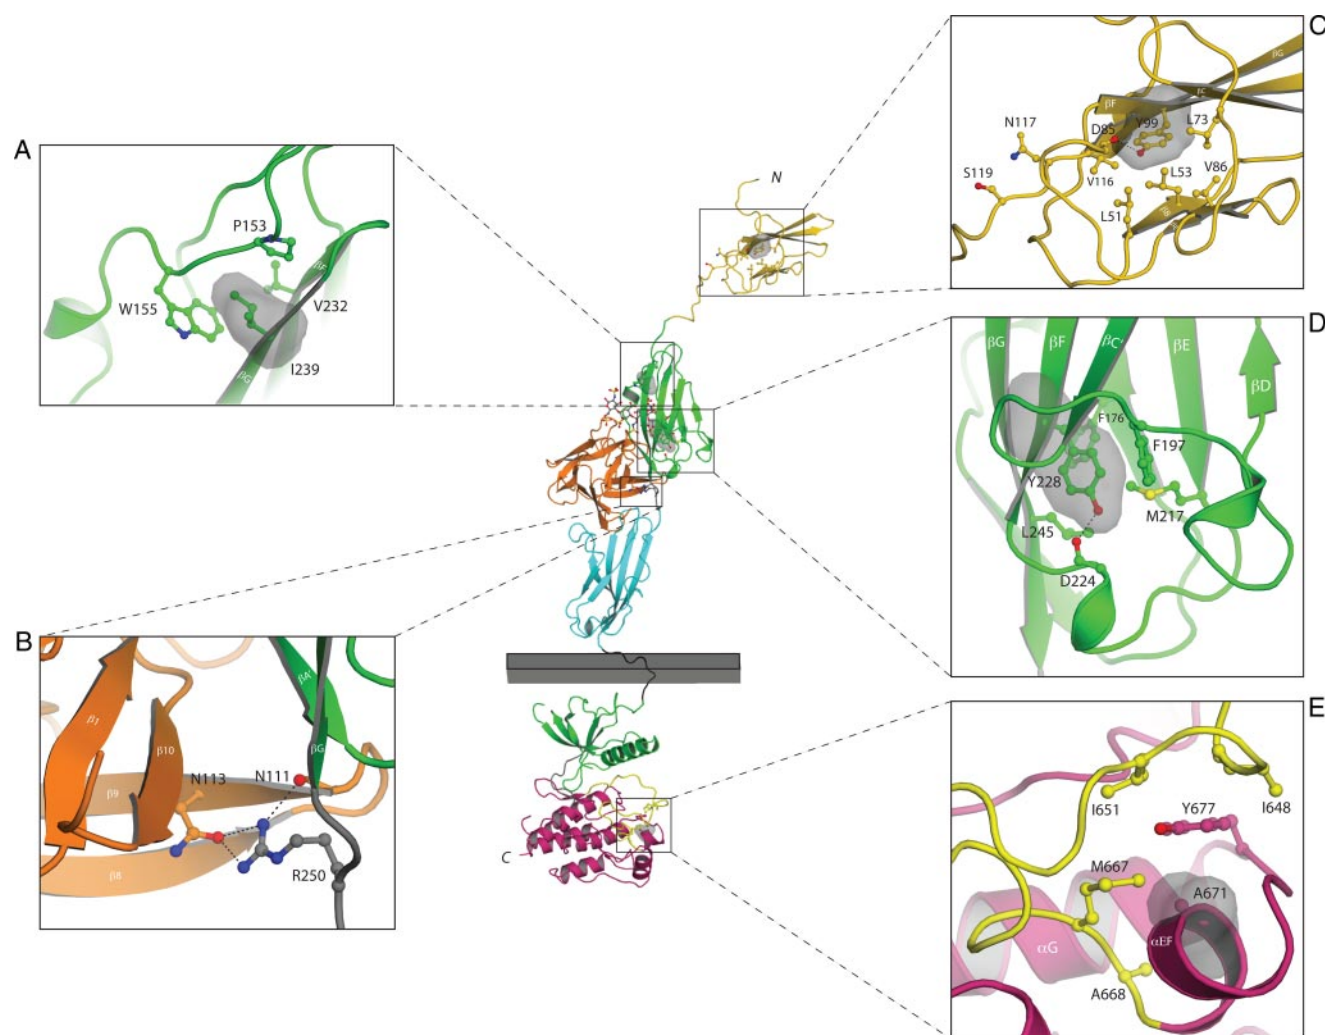 A
P153
W155
V232
I239
βF
βG
B
β1
β10
β9
β8
N113
N111
R250
βA
βG
N
C
C
N117
S119
D85
Y99
L73
V116
L53
V86
L51
βF
βG
D
βG
βF
βC'
βE
βD
F176
F197
Y228
M217
L245
D224
E
I651
I648
Y677
M667
A671
αG
αEF
A668